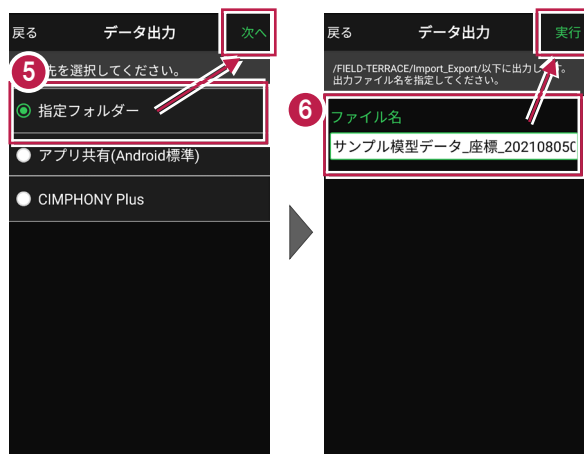 戻る データ出力 次へ
先を選択してください。
5
指定フォルダー
アプリ共有(Android標準)
CIMPHONY Plus
戻る データ出力 実行
/FIELD-TERRACE/Import_Export/以下に出力します。
出力ファイル名を指定してください。
6
ファイル名
サンプル模型データ_座標_20210805